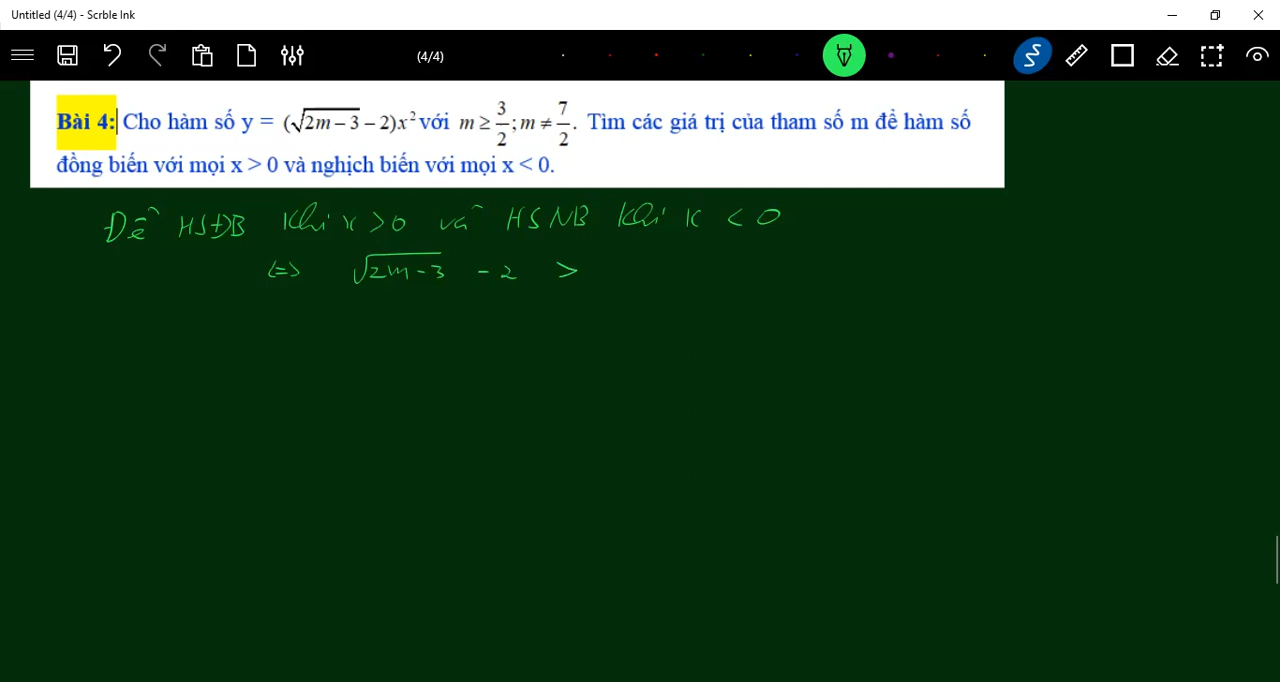 Untitled (4/4) - Scrble Ink
(4/4)
Bài 4: Cho hàm số y = (√(2m − 3) − 2)x² với m ≥ 3/2; m ≠ 7/2. Tìm các giá trị của tham số m để hàm số
đồng biến với mọi x > 0 và nghịch biến với mọi x < 0.
Để HSĐB khi x > 0 và HSNB khi x < 0
<=> √(2m-3) - 2 >